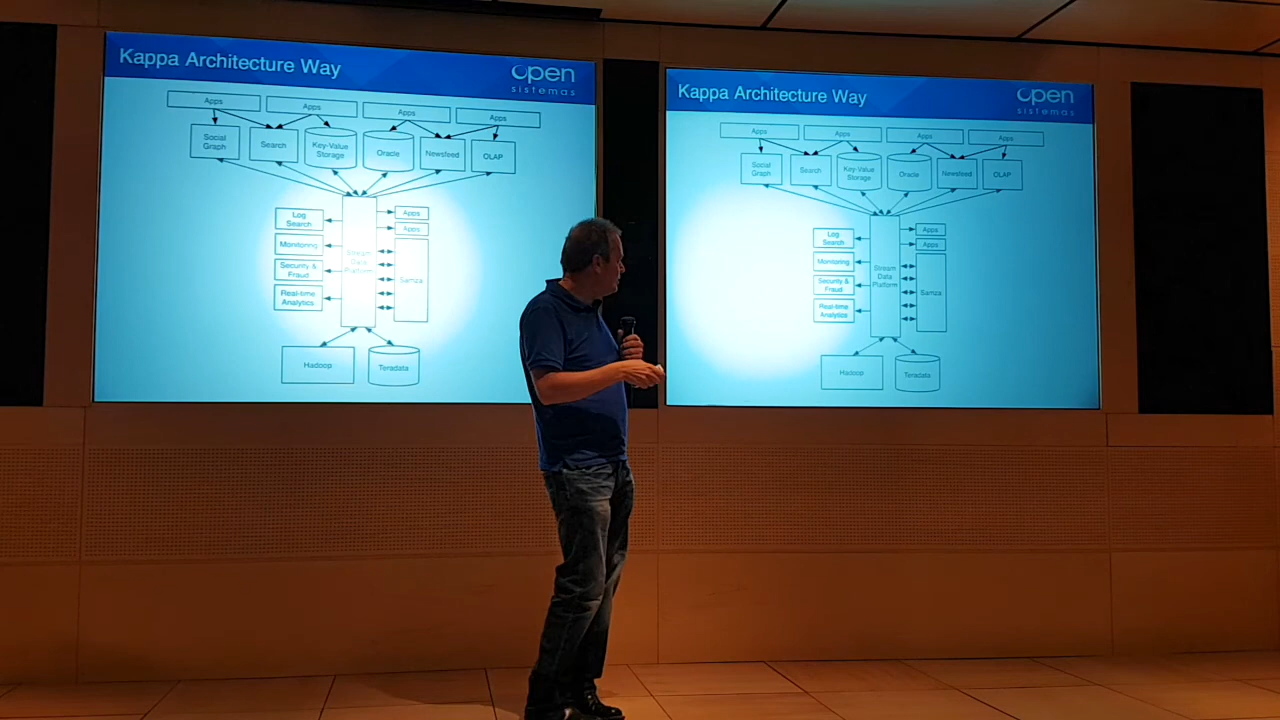 Kappa Architecture Way
Open
sistemas
Apps
Apps
Apps
Apps
Social
Graph
Search
Key-Value
Storage
Oracle
Newsfeed
OLAP
Log
Search
Monitoring
Security &
Fraud
Real-time
Analytics
Stream
Data
Platform
Apps
Apps
Samza
Hadoop
Teradata
Kappa Architecture Way
Open
sistemas
Apps
Apps
Apps
Apps
Social
Graph
Search
Key-Value
Storage
Oracle
Newsfeed
OLAP
Log
Search
Monitoring
Security &
Fraud
Real-time
Analytics
Stream
Data
Platform
Apps
Apps
Samza
Hadoop
Teradata